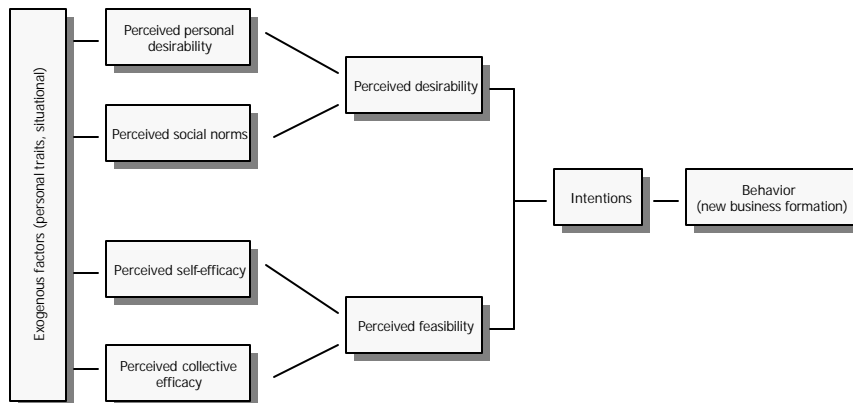 Exogenous factors (personal traits, situational)
Perceived personal
desirability
Perceived social norms
Perceived self-efficacy
Perceived collective
efficacy
Perceived desirability
Perceived feasibility
Intentions
Behavior
(new business formation)